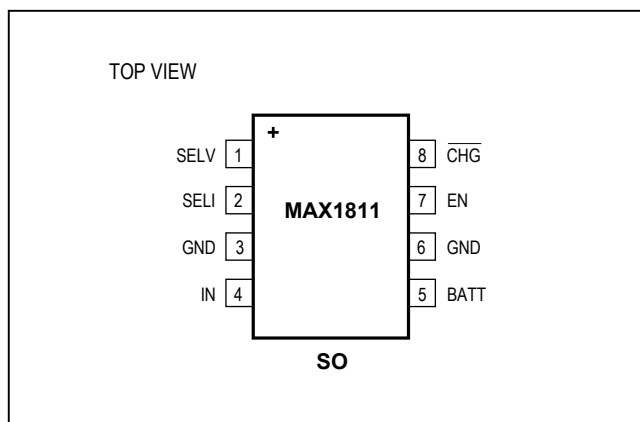 TOP VIEW
+
SELV 1
SELI 2
GND 3
IN 4
MAX1811
8 CHG
7 EN
6 GND
5 BATT
SO